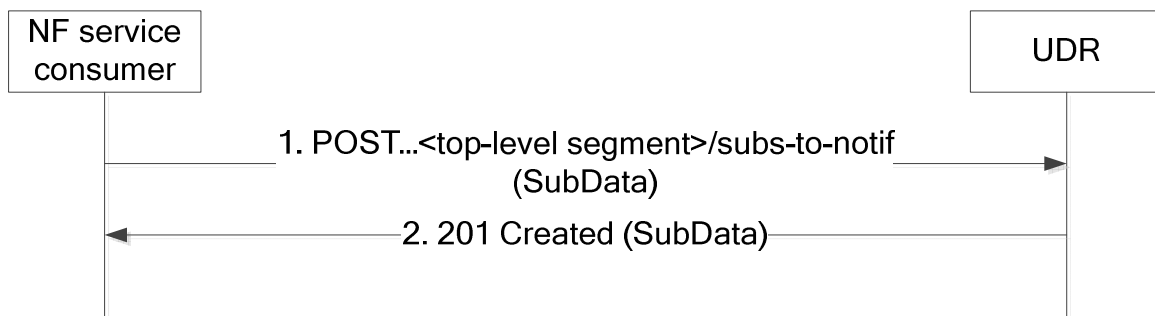 NF service
consumer
UDR
1. POST...<top-level segment>/subs-to-notif
(SubData)
2. 201 Created (SubData)